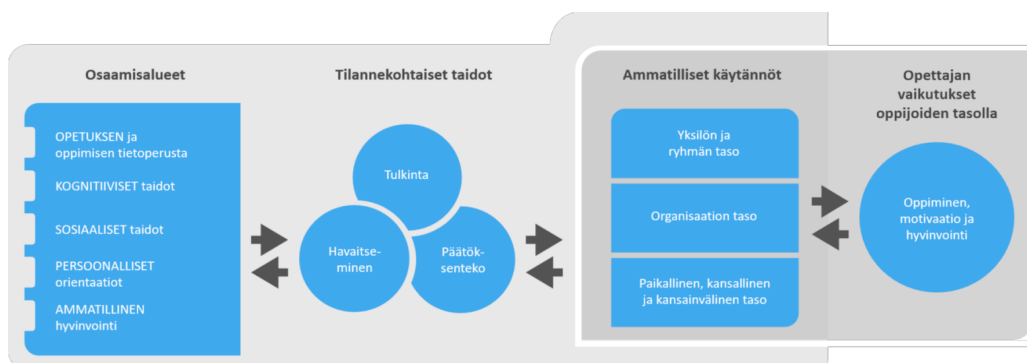 Osaamisalueet
OPETUKSEN ja
oppimisen tietoperusta
KOGNITIIVISET taidot
SOSIAALISET taidot
PERSOONALLISET
orientaatiot
AMMATILLINEN
hyvinvointi
Tilannekohtaiset taidot
Tulkinta
Havaitse-
minen
Päätök-
senteko
Ammatilliset käytännöt
Yksilön ja
ryhmän taso
Organisaation taso
Paikallinen, kansallinen
ja kansainvälinen taso
Opettajan
vaikutukset
oppijoiden tasolla
Oppiminen,
motivaatio ja
hyvinvointi